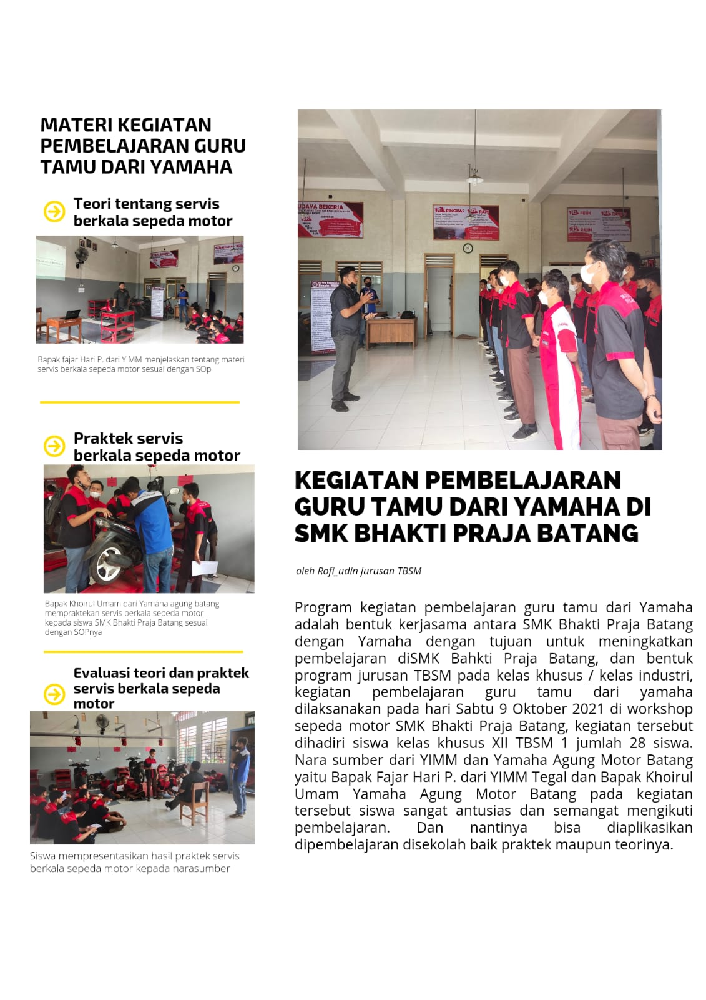 MATERI KEGIATAN
PEMBELAJARAN GURU
TAMU DARI YAMAHA
Teori tentang servis
berkala sepeda motor
UDAYA BEKERJA
RINGKAS
Bapak fajar Hari P. dari YIMM menjelaskan tentang materi
servis berkala sepeda motor sesuai dengan SOp
Praktek servis
berkala sepeda motor
Bapak Khoirul Umam dari Yamaha agung batang
mempraktekan servis berkala sepeda motor
kepada siswa SMK Bhakti Praja Batang sesuai
dengan SOPnya
Evaluasi teori dan praktek
servis berkala sepeda
motor
Siswa mempresentasikan hasil praktek servis
berkala sepeda motor kepada narasumber
UDAYA BEKERJA
RINGKAS
RAPI
RESIK
RAJIN
KEGIATAN PEMBELAJARAN
GURU TAMU DARI YAMAHA DI
SMK BHAKTI PRAJA BATANG
oleh Rofi_udin jurusan TBSM
Program kegiatan pembelajaran guru tamu dari Yamaha
adalah bentuk kerjasama antara SMK Bhakti Praja Batang
dengan Yamaha dengan tujuan untuk meningkatkan
pembelajaran diSMK Bahkti Praja Batang, dan bentuk
program jurusan TBSM pada kelas khusus / kelas industri,
kegiatan pembelajaran guru tamu dari yamaha
dilaksanakan pada hari Sabtu 9 Oktober 2021 di workshop
sepeda motor SMK Bhakti Praja Batang, kegiatan tersebut
dihadiri siswa kelas khusus XII TBSM 1 jumlah 28 siswa.
Nara sumber dari YIMM dan Yamaha Agung Motor Batang
yaitu Bapak Fajar Hari P. dari YIMM Tegal dan Bapak Khoirul
Umam Yamaha Agung Motor Batang pada kegiatan
tersebut siswa sangat antusias dan semangat mengikuti
pembelajaran. Dan nantinya bisa diaplikasikan
dipembelajaran disekolah baik praktek maupun teorinya.